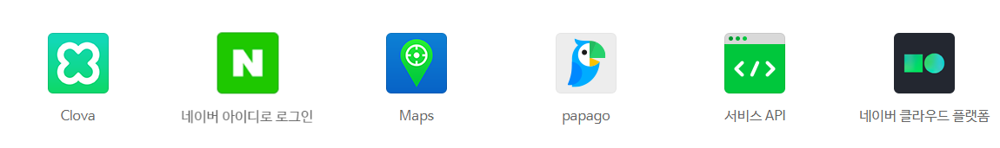 Clova
네이버 아이디로 로그인
Maps
papago
서비스 API
네이버 클라우드 플랫폼